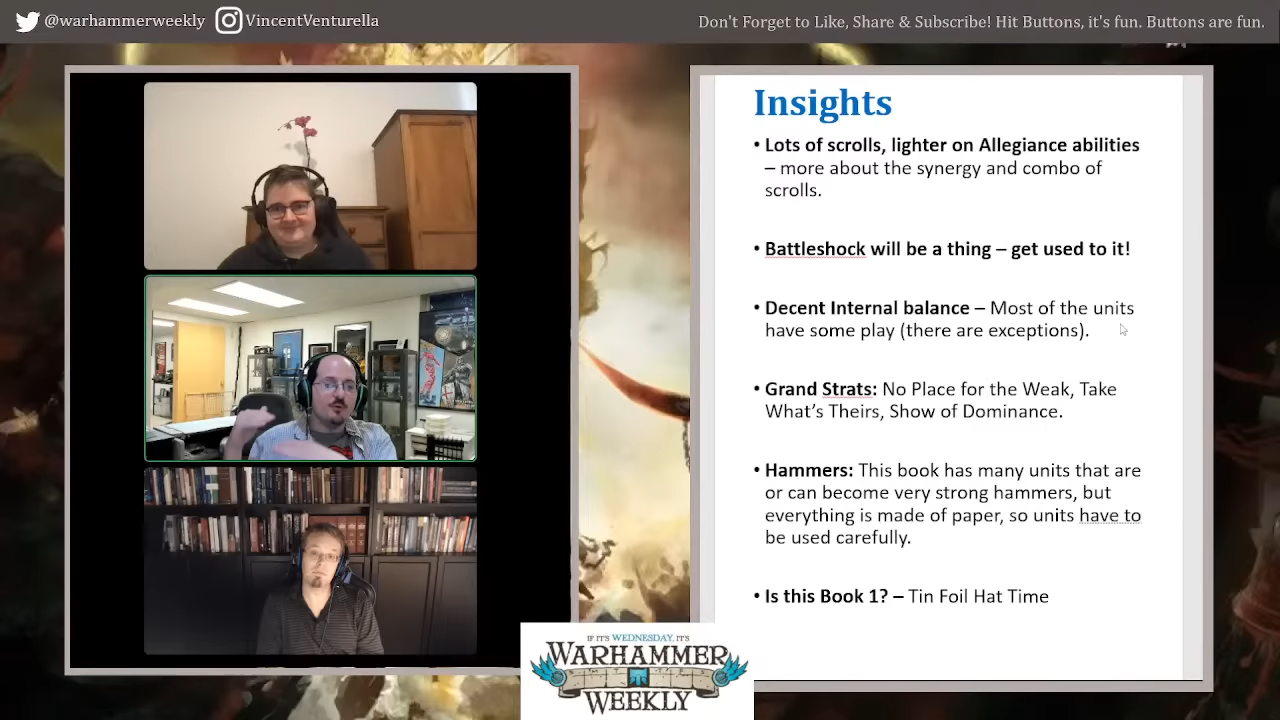 @warhammerweekly VincentVenturella
Don't Forget to Like, Share & Subscribe! Hit Buttons, it's fun. Buttons are fun.
Insights
• Lots of scrolls, lighter on Allegiance abilities
– more about the synergy and combo of
scrolls.
• Battleshock will be a thing – get used to it!
• Decent Internal balance – Most of the units
have some play (there are exceptions).
• Grand Strats: No Place for the Weak, Take
What's Theirs, Show of Dominance.
• Hammers: This book has many units that are
or can become very strong hammers, but
everything is made of paper, so units have to
be used carefully.
• Is this Book 1? – Tin Foil Hat Time
IF IT'S WEDNESDAY, IT'S
WARHAMMER
WEEKLY